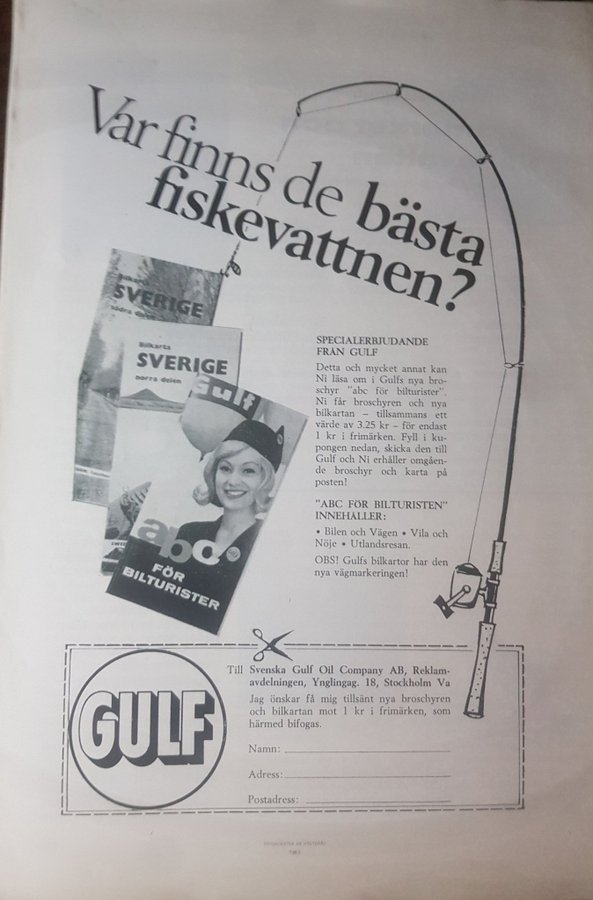 Var finns de bästa
fiskevattnen?
Bilkarta
SVERIGE
södra delen
Bilkarta
SVERIGE
norra delen
Gulf
abc
FÖR
BILTURISTER
SPECIALERBJUDANDE
FRÅN GULF
Detta och mycket annat kan
Ni läsa om i Gulfs nya bro-
schyr "abc för bilturister".
Ni får broschyren och nya
bilkartan – tillsammans ett
värde av 3.25 kr – för endast
1 kr i frimärken. Fyll i ku-
pongen nedan, skicka den till
Gulf och Ni erhåller omgåen-
de broschyr och karta på
posten!
"ABC FÖR BILTURISTEN"
INNEHÅLLER:
• Bilen och Vägen • Vila och
Nöje • Utlandsresan.
OBS! Gulfs bilkartor har den
nya vägmarkeringen!
GULF
Till Svenska Gulf Oil Company AB, Reklam-
avdelningen, Ynglingag. 18, Stockholm Va
Jag önskar få mig tillsänt nya broschyren
och bilkartan mot 1 kr i frimärken, som
härmed bifogas.
Namn:
Adress:
Postadress: